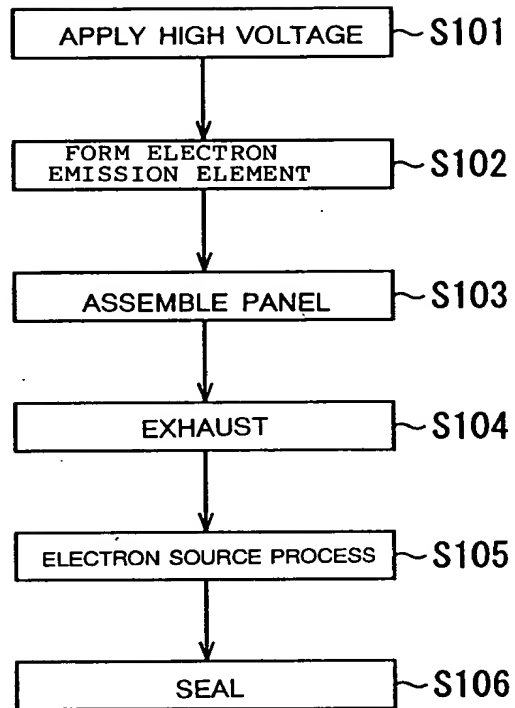 APPLY HIGH VOLTAGE ~S101
FORM ELECTRON
EMISSION ELEMENT ~S102
ASSEMBLE PANEL ~S103
EXHAUST ~S104
ELECTRON SOURCE PROCESS ~S105
SEAL ~S106